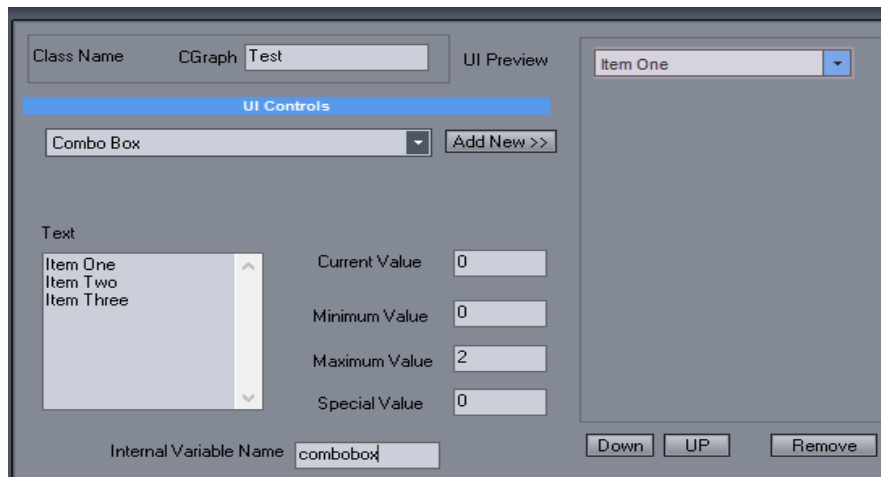 Class Name CGraph Test UI Preview
Item One
UI Controls
Combo Box Add New >>
Text
Item One
Item Two
Item Three
Current Value 0
Minimum Value 0
Maximum Value 2
Special Value 0
Internal Variable Name combobox
Down UP Remove